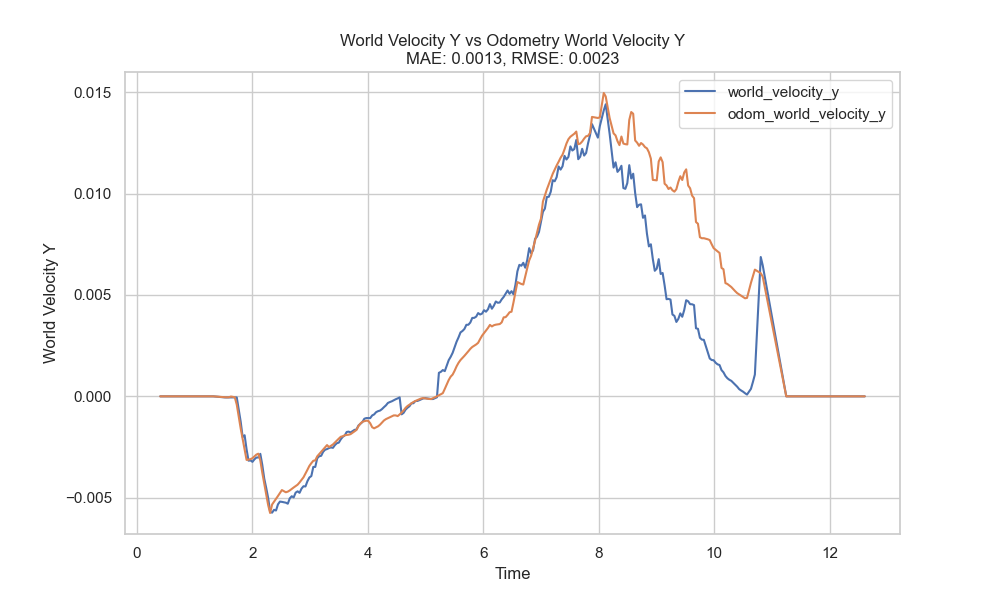 World Velocity Y vs Odometry World Velocity Y
MAE: 0.0013, RMSE: 0.0023
world_velocity_y
odom_world_velocity_y
0.015
0.010
0.005
0.000
−0.005
World Velocity Y
0 2 4 6 8 10 12
Time